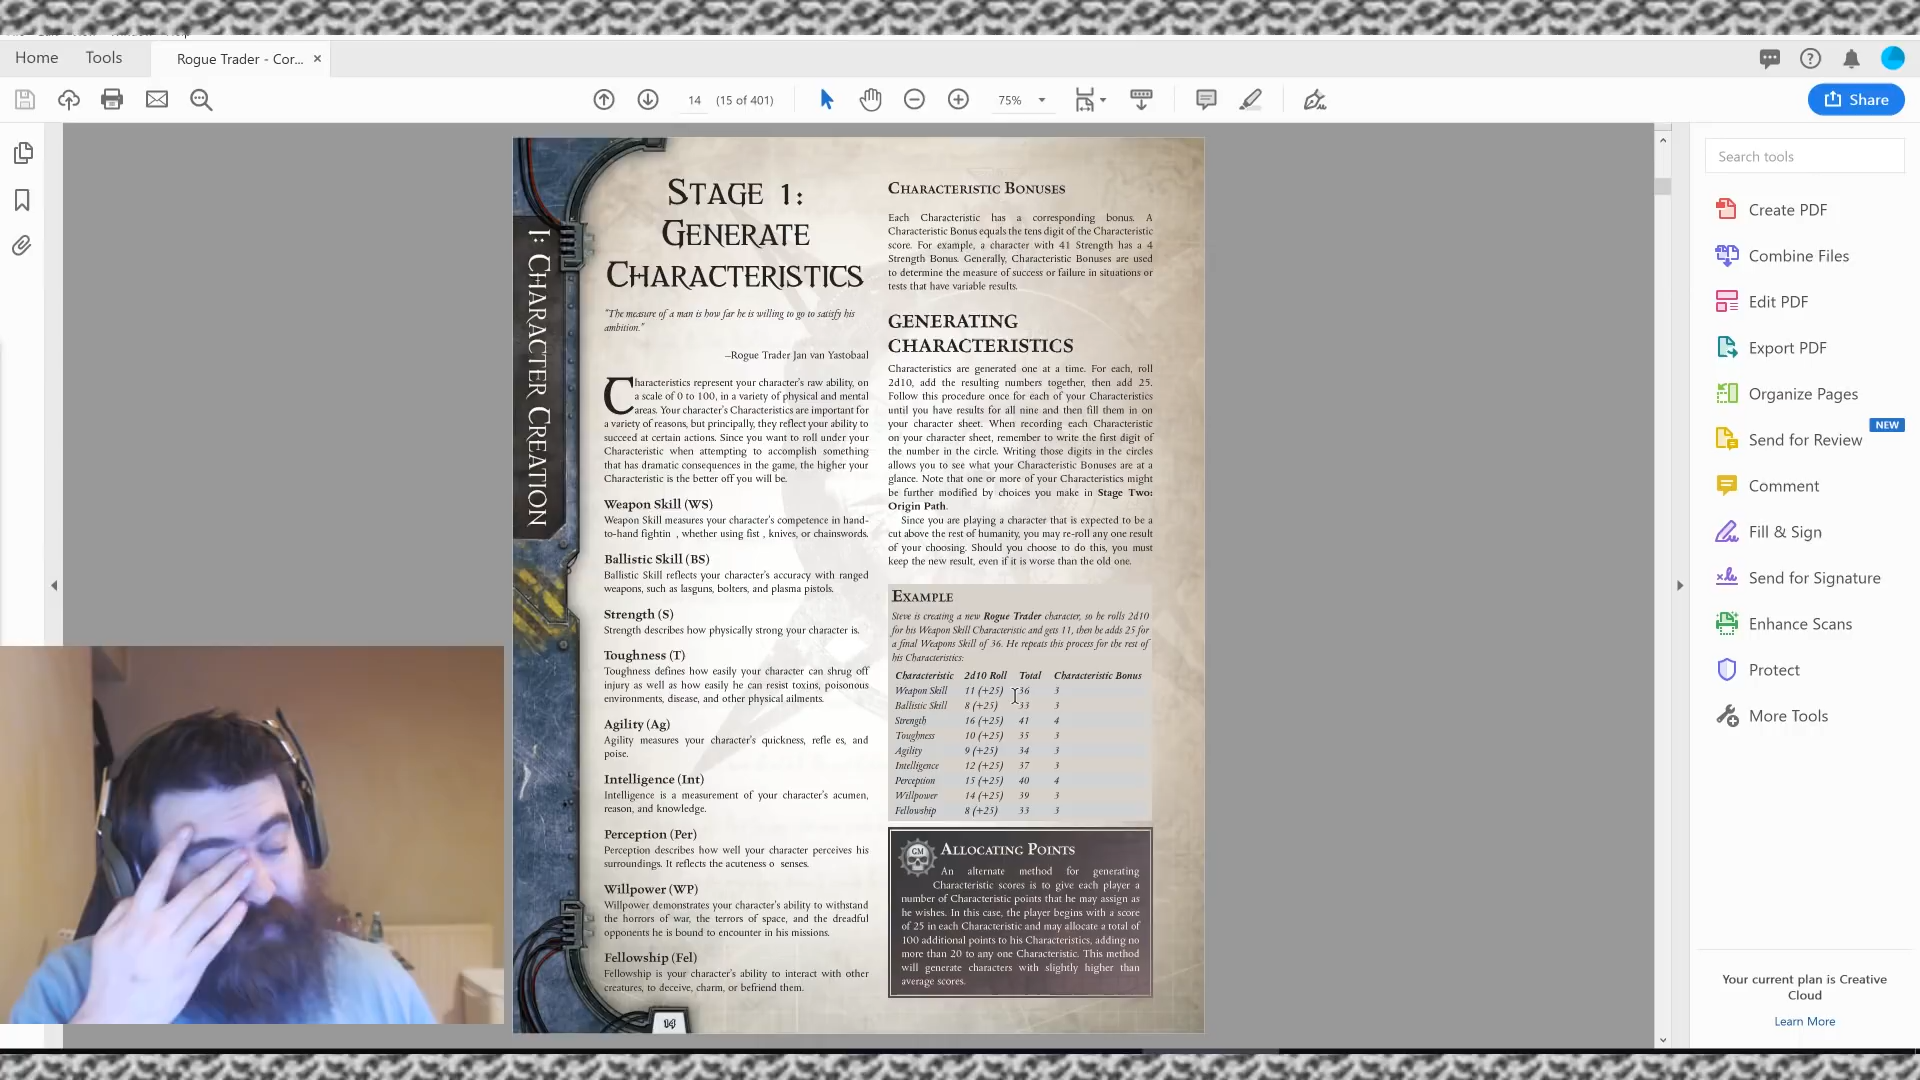 Home
Tools
Rogue Trader - Cor...
14 (15 of 401)
75%
Share
I: Character Creation
Stage 1:
Generate
Characteristics
"The measure of a man is how far he is willing to go to satisfy his
ambition."
–Rogue Trader Jan van Yastobaal
Characteristics represent your character's raw ability, on
a scale of 0 to 100, in a variety of physical and mental
areas. Your character's Characteristics are important for
a variety of reasons, but principally, they reflect your ability to
succeed at certain actions. Since you want to roll under your
Characteristic when attempting to accomplish something
that has dramatic consequences in the game, the higher your
Characteristic is the better off you will be.
Weapon Skill (WS)
Weapon Skill measures your character's competence in hand-
to-hand fightin , whether using fist , knives, or chainswords.
Ballistic Skill (BS)
Ballistic Skill reflects your character's accuracy with ranged
weapons, such as lasguns, bolters, and plasma pistols.
Strength (S)
Strength describes how physically strong your character is.
Toughness (T)
Toughness defines how easily your character can shrug off
injury as well as how easily he can resist toxins, poisonous
environments, disease, and other physical ailments.
Agility (Ag)
Agility measures your character's quickness, refle es, and
poise.
Intelligence (Int)
Intelligence is a measurement of your character's acumen,
reason, and knowledge.
Perception (Per)
Perception describes how well your character perceives his
surroundings. It reflects the acuteness o senses.
Willpower (WP)
Willpower demonstrates your character's ability to withstand
the horrors of war, the terrors of space, and the dreadful
opponents he is bound to encounter in his missions.
Fellowship (Fel)
Fellowship is your character's ability to interact with other
creatures, to deceive, charm, or befriend them.
14
Characteristic Bonuses
Each Characteristic has a corresponding bonus. A
Characteristic Bonus equals the tens digit of the Characteristic
score. For example, a character with 41 Strength has a 4
Strength Bonus. Generally, Characteristic Bonuses are used
to determine the measure of success or failure in situations or
tests that have variable results.
GENERATING
CHARACTERISTICS
Characteristics are generated one at a time. For each, roll
2d10, add the resulting numbers together, then add 25.
Follow this procedure once for each of your Characteristics
until you have results for all nine and then fill them in on
your character sheet. When recording each Characteristic
on your character sheet, remember to write the first digit of
the number in the circle. Writing those digits in the circles
allows you to see what your Characteristic Bonuses are at a
glance. Note that one or more of your Characteristics might
be further modified by choices you make in Stage Two:
Origin Path.
Since you are playing a character that is expected to be a
cut above the rest of humanity, you may re-roll any one result
of your choosing. Should you choose to do this, you must
keep the new result, even if it is worse than the old one.
Example
Steve is creating a new Rogue Trader character, so he rolls 2d10
for his Weapon Skill Characteristic and gets 11, then he adds 25 for
a final Weapons Skill of 36. He repeats this process for the rest of
his Characteristics:
Characteristic 2d10 Roll Total Characteristic Bonus
Weapon Skill 11 (+25) 36 3
Ballistic Skill 8 (+25) 33 3
Strength 16 (+25) 41 4
Toughness 10 (+25) 35 3
Agility 9 (+25) 34 3
Intelligence 12 (+25) 37 3
Perception 15 (+25) 40 4
Willpower 14 (+25) 39 3
Fellowship 8 (+25) 33 3
GM
Allocating Points
An alternate method for generating
Characteristic scores is to give each player a
number of Characteristic points that he may assign as
he wishes. In this case, the player begins with a score
of 25 in each Characteristic and may allocate a total of
100 additional points to his Characteristics, adding no
more than 20 to any one Characteristic. This method
will generate characters with slightly higher than
average scores.
Search tools
Create PDF
Combine Files
Edit PDF
Export PDF
Organize Pages
NEW
Send for Review
Comment
Fill & Sign
Send for Signature
Enhance Scans
Protect
More Tools
Your current plan is Creative
Cloud
Learn More